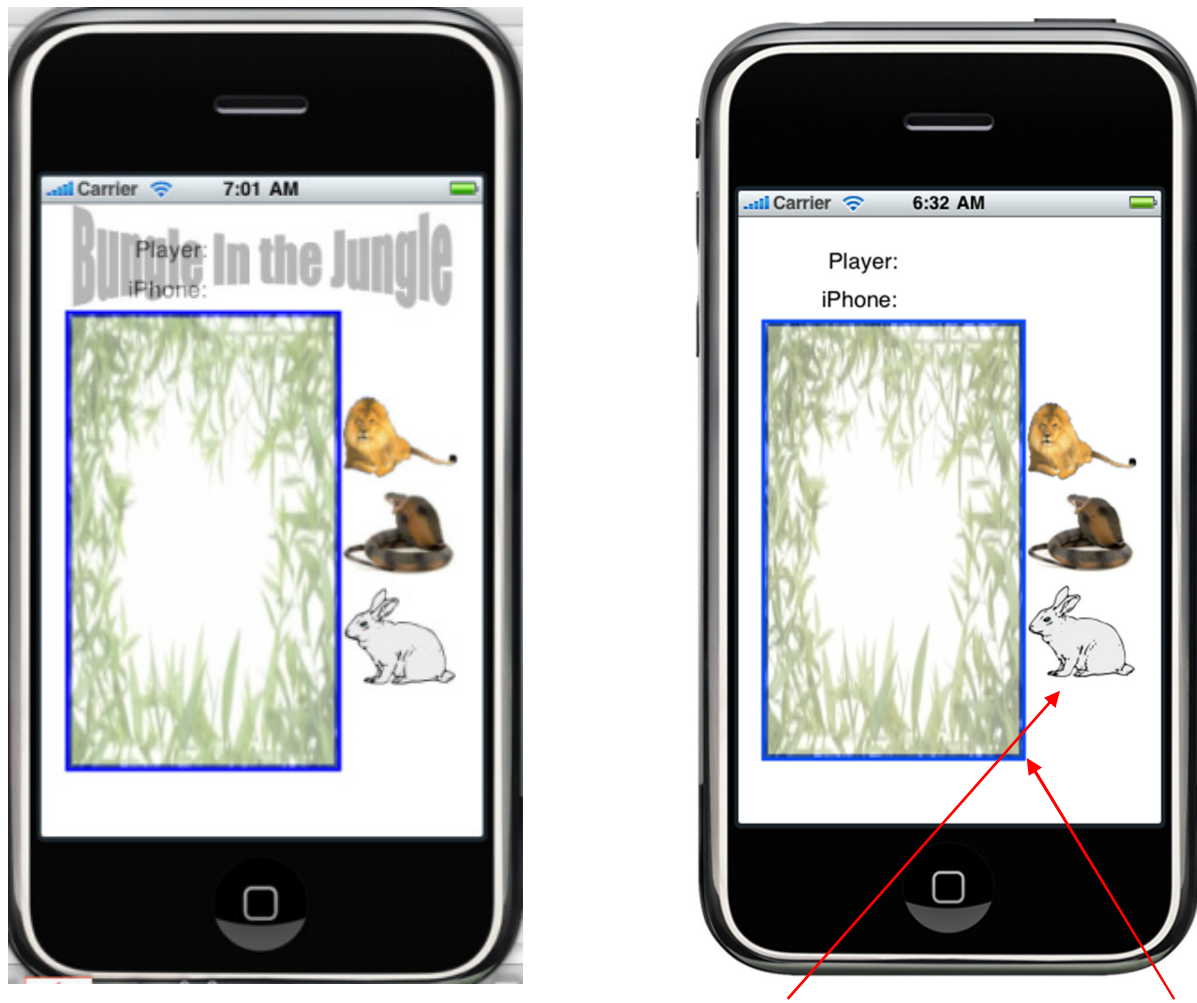 Carrier 7:01 AM
Bungle In the Jungle
Player:
iPhone:
Carrier 6:32 AM
Player:
iPhone: